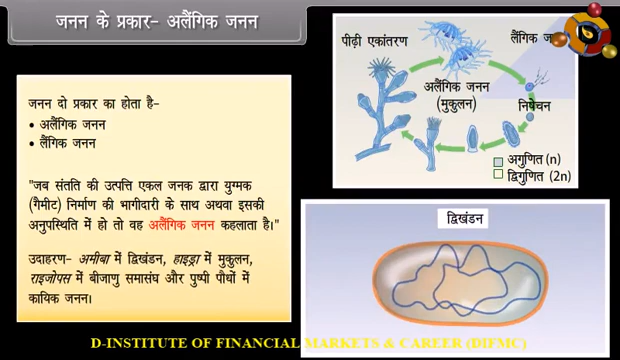 जनन के प्रकार- अलैंगिक जनन
जनन दो प्रकार का होता है-
• अलैंगिक जनन
• लैंगिक जनन
"जब संतति की उत्पत्ति एकल जनक द्वारा युग्मक
(गैमीट) निर्माण की भागीदारी के साथ अथवा इसकी
अनुपस्थिति में हो तो वह अलैंगिक जनन कहलाता है।"
उदाहरण- अमीबा में द्विखंडन, हाइड्रा में मुकुलन,
राइजोपस में बीजाणु समासंघ और पुष्पी पौधों में
कायिक जनन।
पीढ़ी एकांतरण
लैंगिक
अलैंगिक जनन
(मुकुलन)
निषेचन
अगुणित (n)
द्विगुणित (2n)
द्विखंडन
D-INSTITUTE OF FINANCIAL MARKETS & CAREER (DIFMC)